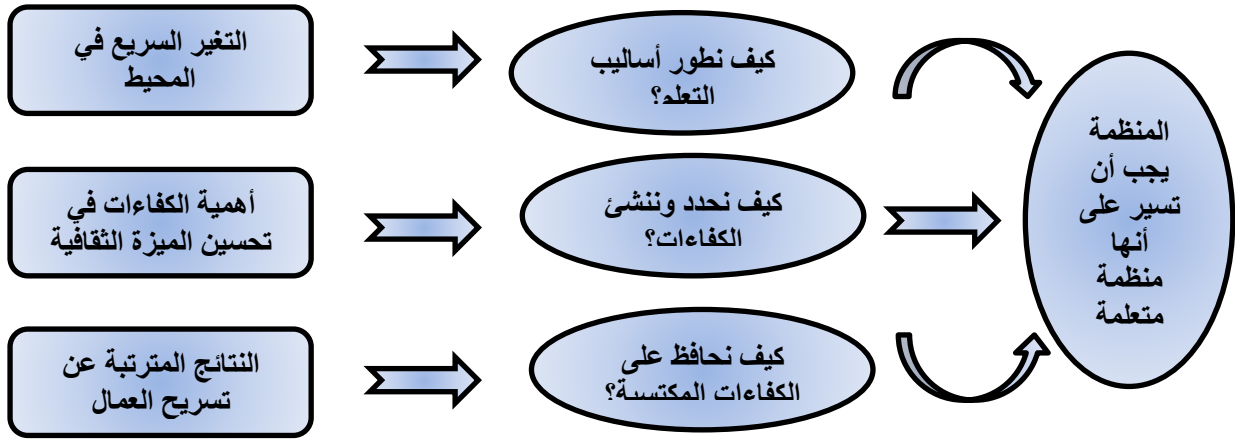 التغير السريع في
المحيط
كيف نطور أساليب
التعلم؟
أهمية الكفاءات في
تحسين الميزة الثقافية
كيف نحدد وننشئ
الكفاءات؟
النتائج المترتبة عن
تسريح العمال
كيف نحافظ على
الكفاءات المكتسبة؟
المنظمة
يجب أن
تسير على
أنها
منظمة
متعلمة